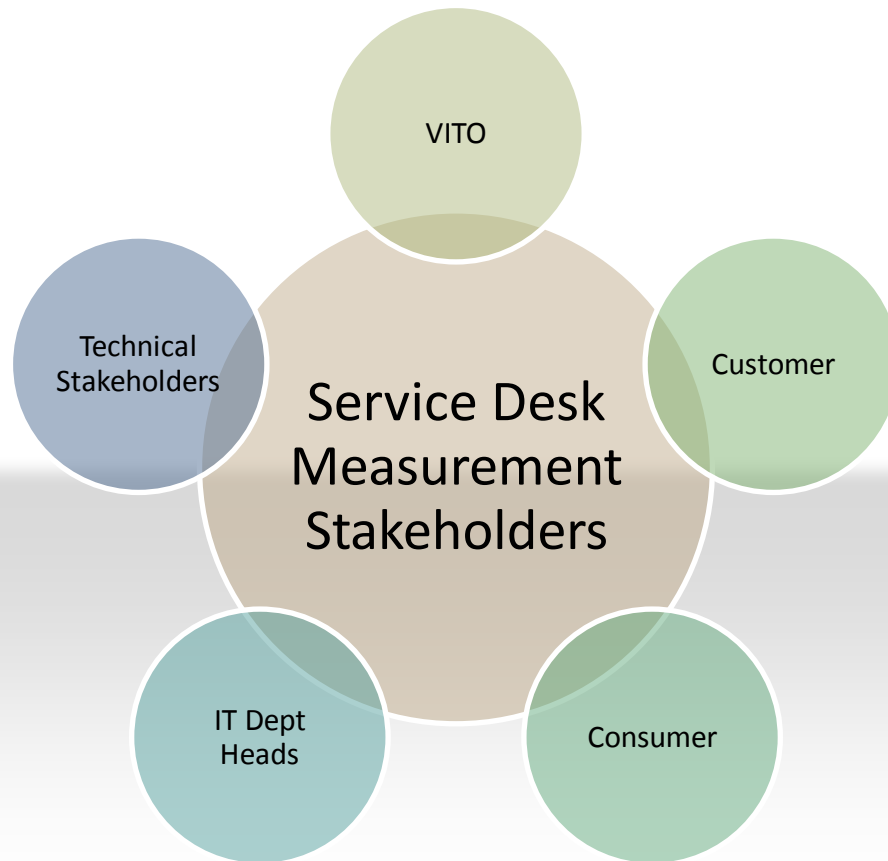 VITO
Technical
Stakeholders
Customer
Service Desk
Measurement
Stakeholders
IT Dept
Heads
Consumer